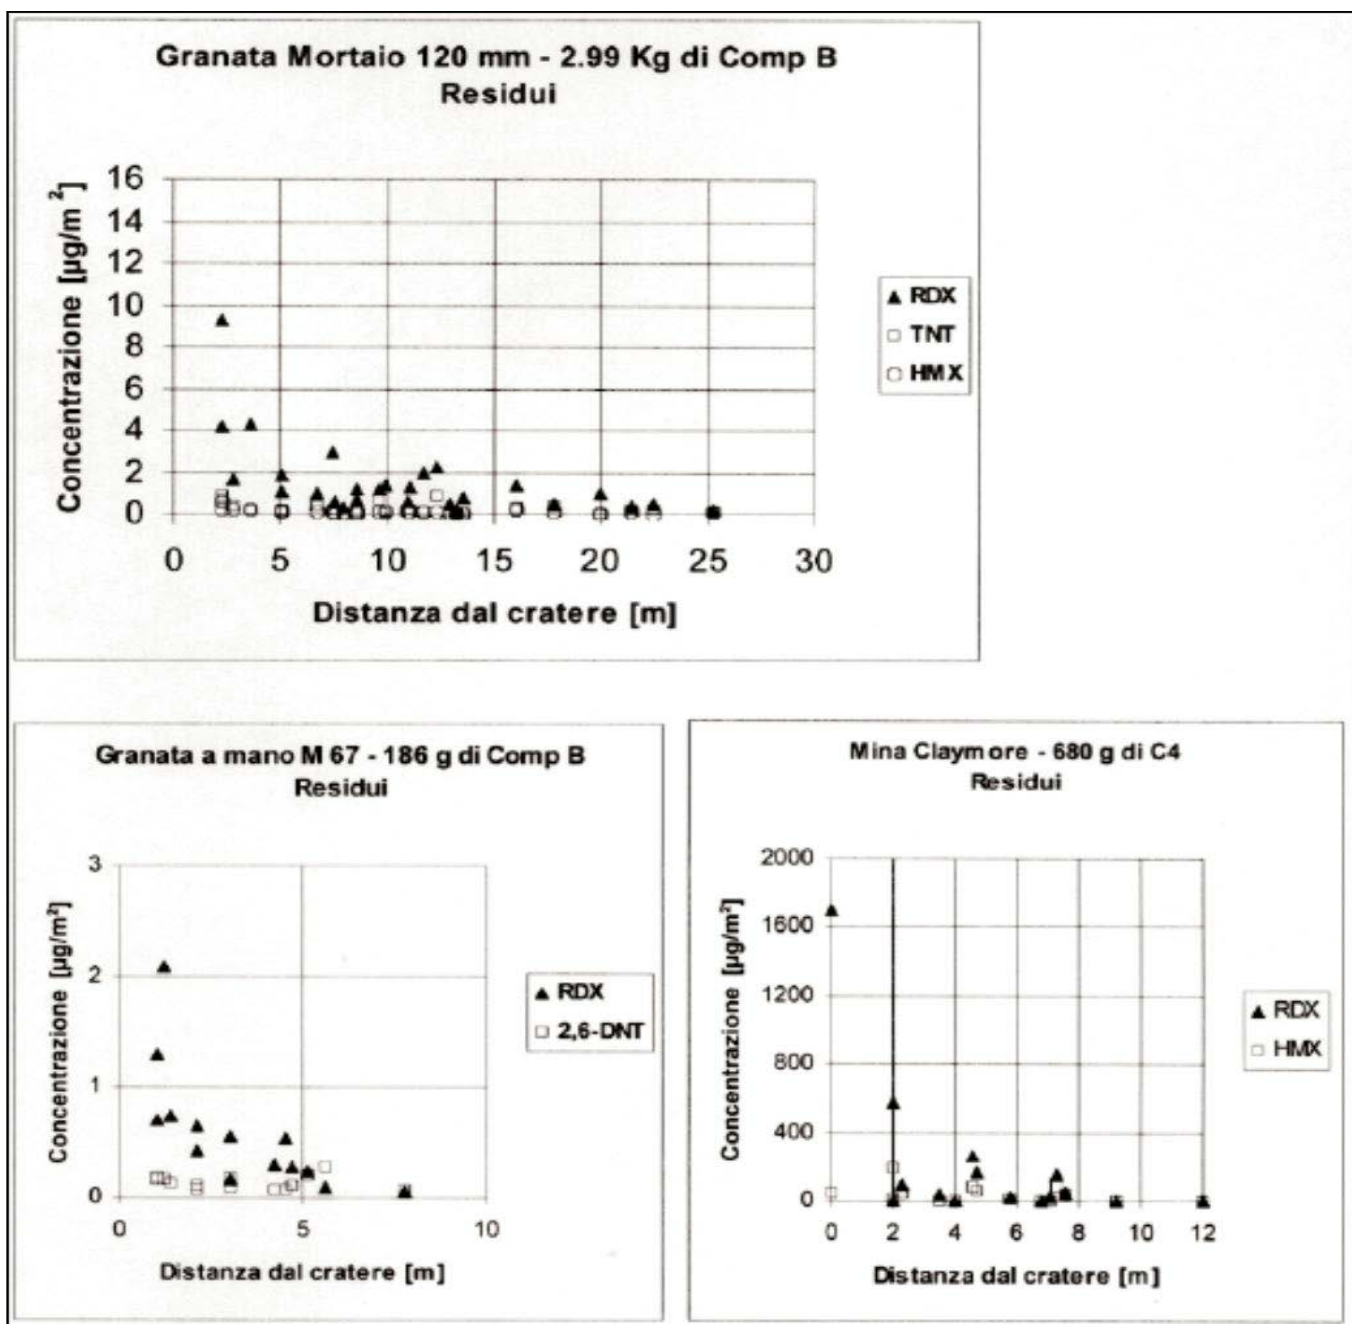 Granata Mortaio 120 mm - 2.99 Kg di Comp B
Residui
Concentrazione [µg/m²]
16
14
12
10
8
6
4
2
0
0 5 10 15 20 25 30
Distanza dal cratere [m]
RDX
TNT
HMX
Granata a mano M 67 - 186 g di Comp B
Residui
Concentrazione [µg/m²]
3
2
1
0
0 5 10
Distanza dal cratere [m]
RDX
2,6-DNT
Mina Claymore - 680 g di C4
Residui
Concentrazione [µg/m²]
2000
1600
1200
800
400
0
0 2 4 6 8 10 12
Distanza dal cratere [m]
RDX
HMX